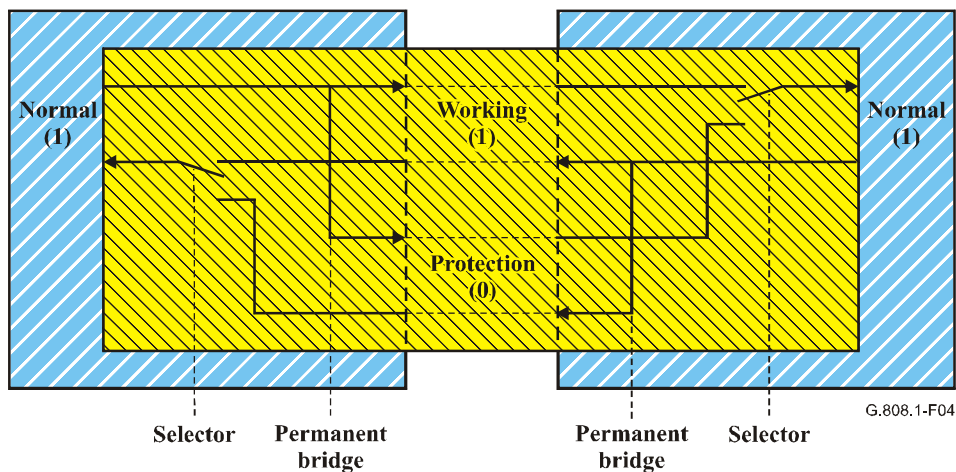 Normal
(1)
Working
(1)
Normal
(1)
Protection
(0)
G.808.1-F04
Selector
Permanent
bridge
Permanent
bridge
Selector